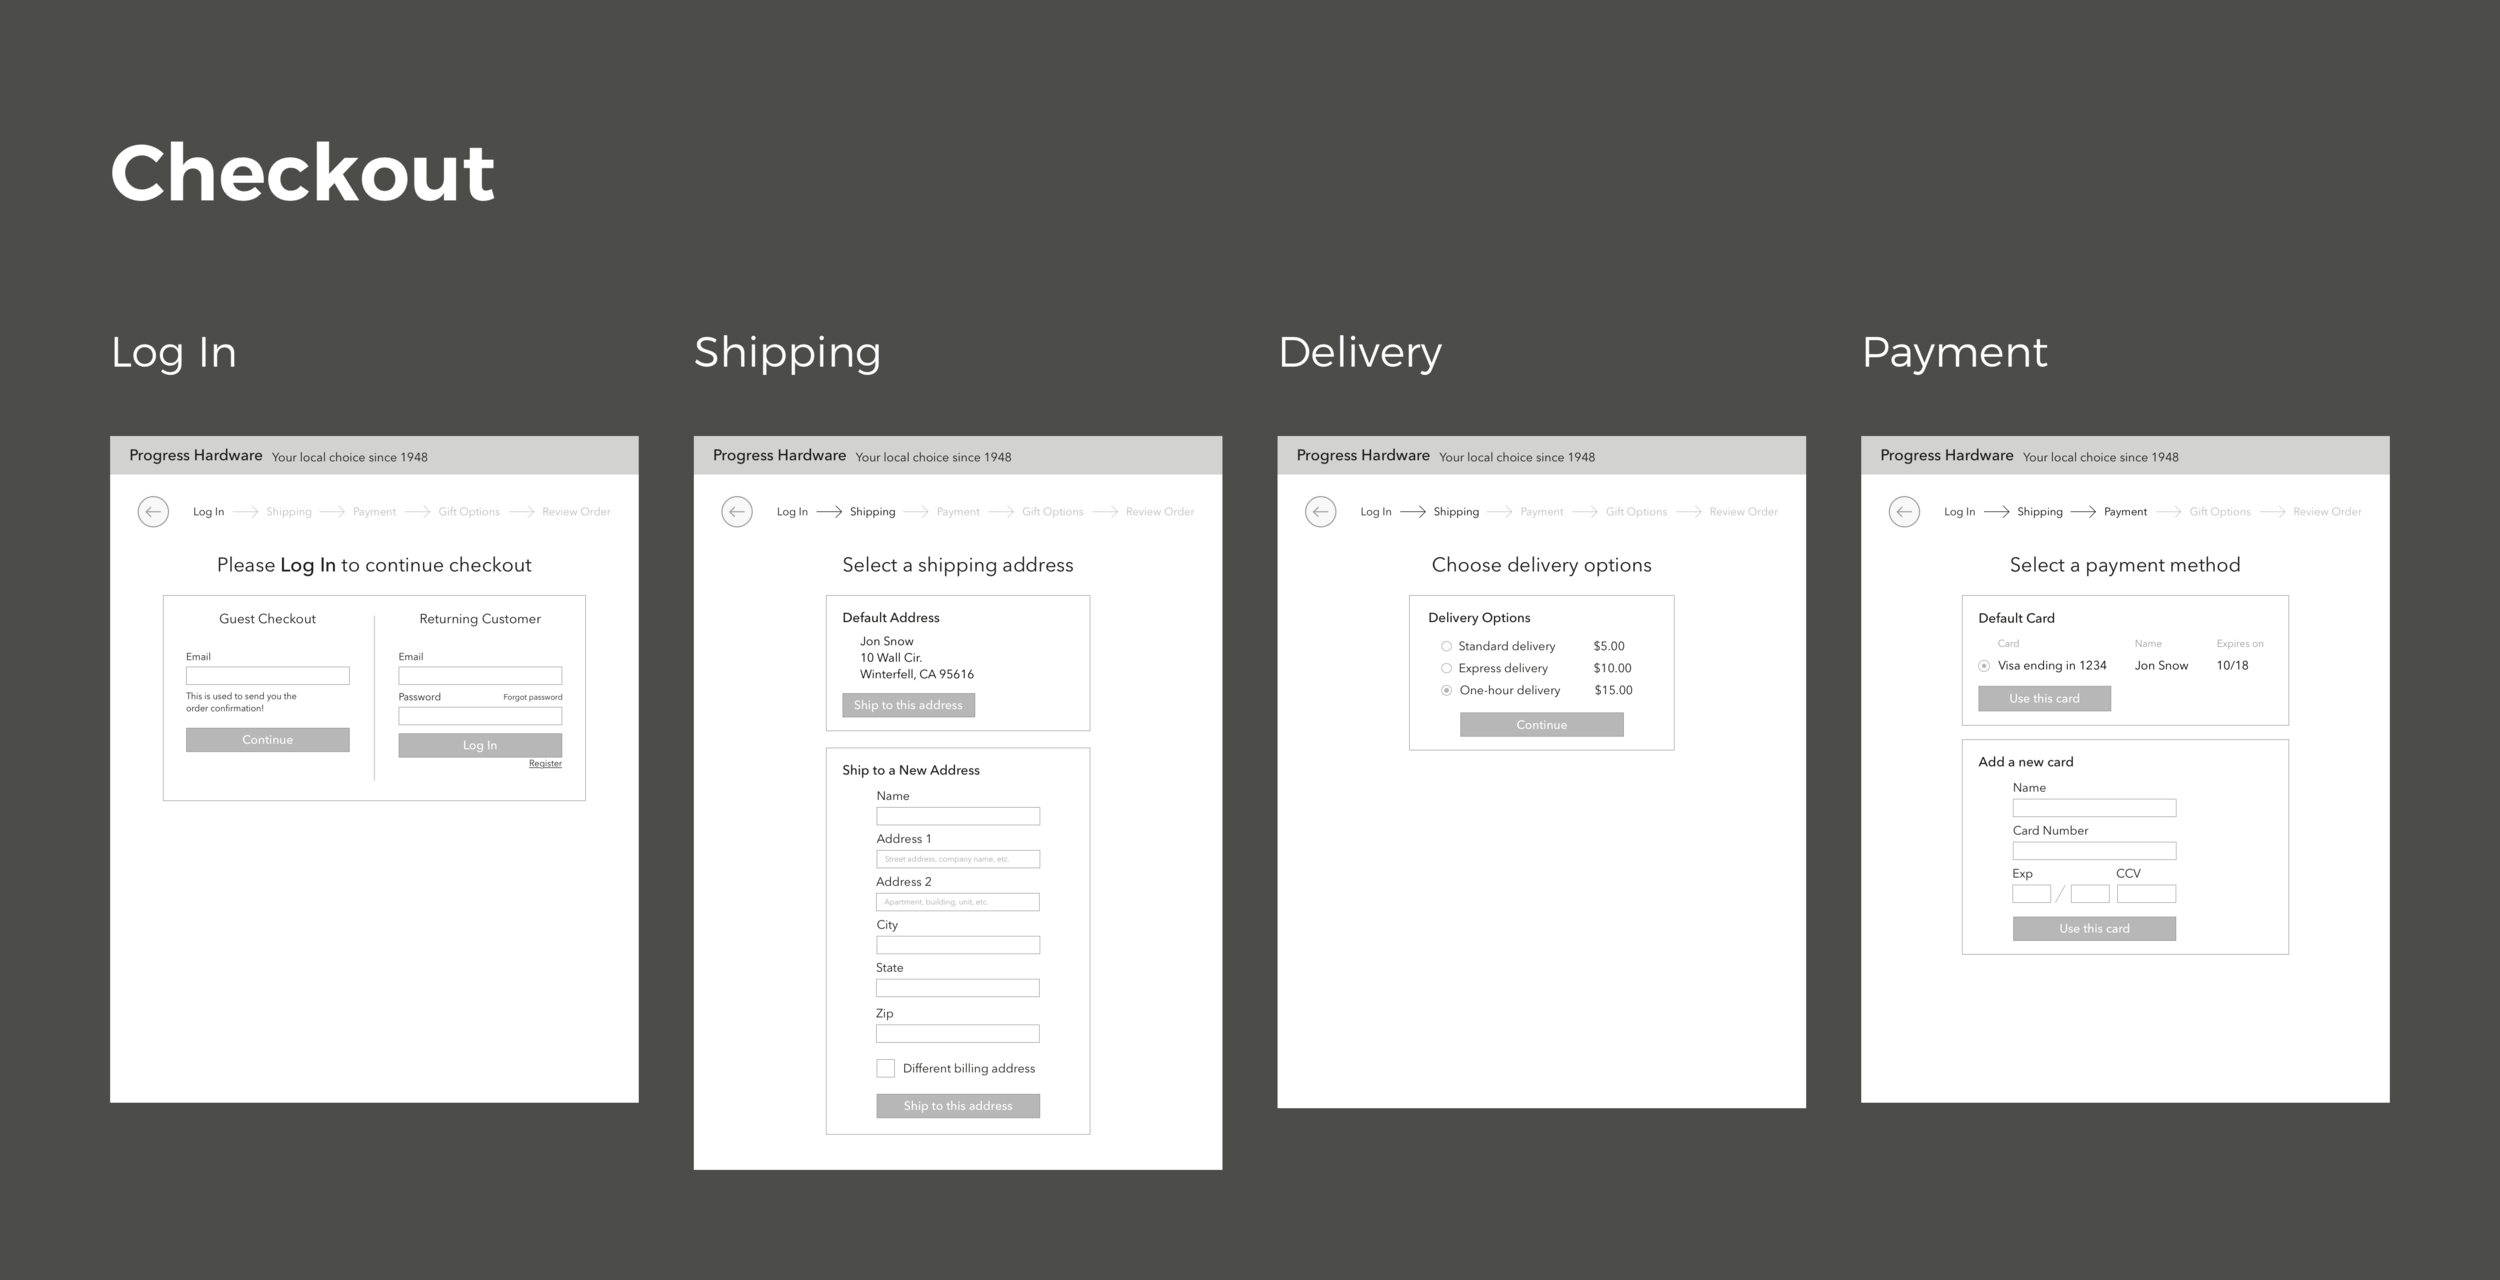 Checkout
Log In
Progress Hardware Your local choice since 1948
Log In Shipping Payment Gift Options Review Order
Please Log In to continue checkout
Guest Checkout
Email
This is used to send you the
order confirmation!
Continue
Returning Customer
Email
Password Forgot password
Log In
Register
Shipping
Progress Hardware Your local choice since 1948
Log In Shipping Payment Gift Options Review Order
Select a shipping address
Default Address
Jon Snow
10 Wall Cir.
Winterfell, CA 95616
Ship to this address
Ship to a New Address
Name
Address 1
Street address, company name, etc.
Address 2
Apartment, building, unit, etc.
City
State
Zip
Different billing address
Ship to this address
Delivery
Progress Hardware Your local choice since 1948
Log In Shipping Payment Gift Options Review Order
Choose delivery options
Delivery Options
Standard delivery $5.00
Express delivery $10.00
One-hour delivery $15.00
Continue
Payment
Progress Hardware Your local choice since 1948
Log In Shipping Payment Gift Options Review Order
Select a payment method
Default Card
Card Name Expires on
Visa ending in 1234 Jon Snow 10/18
Use this card
Add a new card
Name
Card Number
Exp CCV
/
Use this card